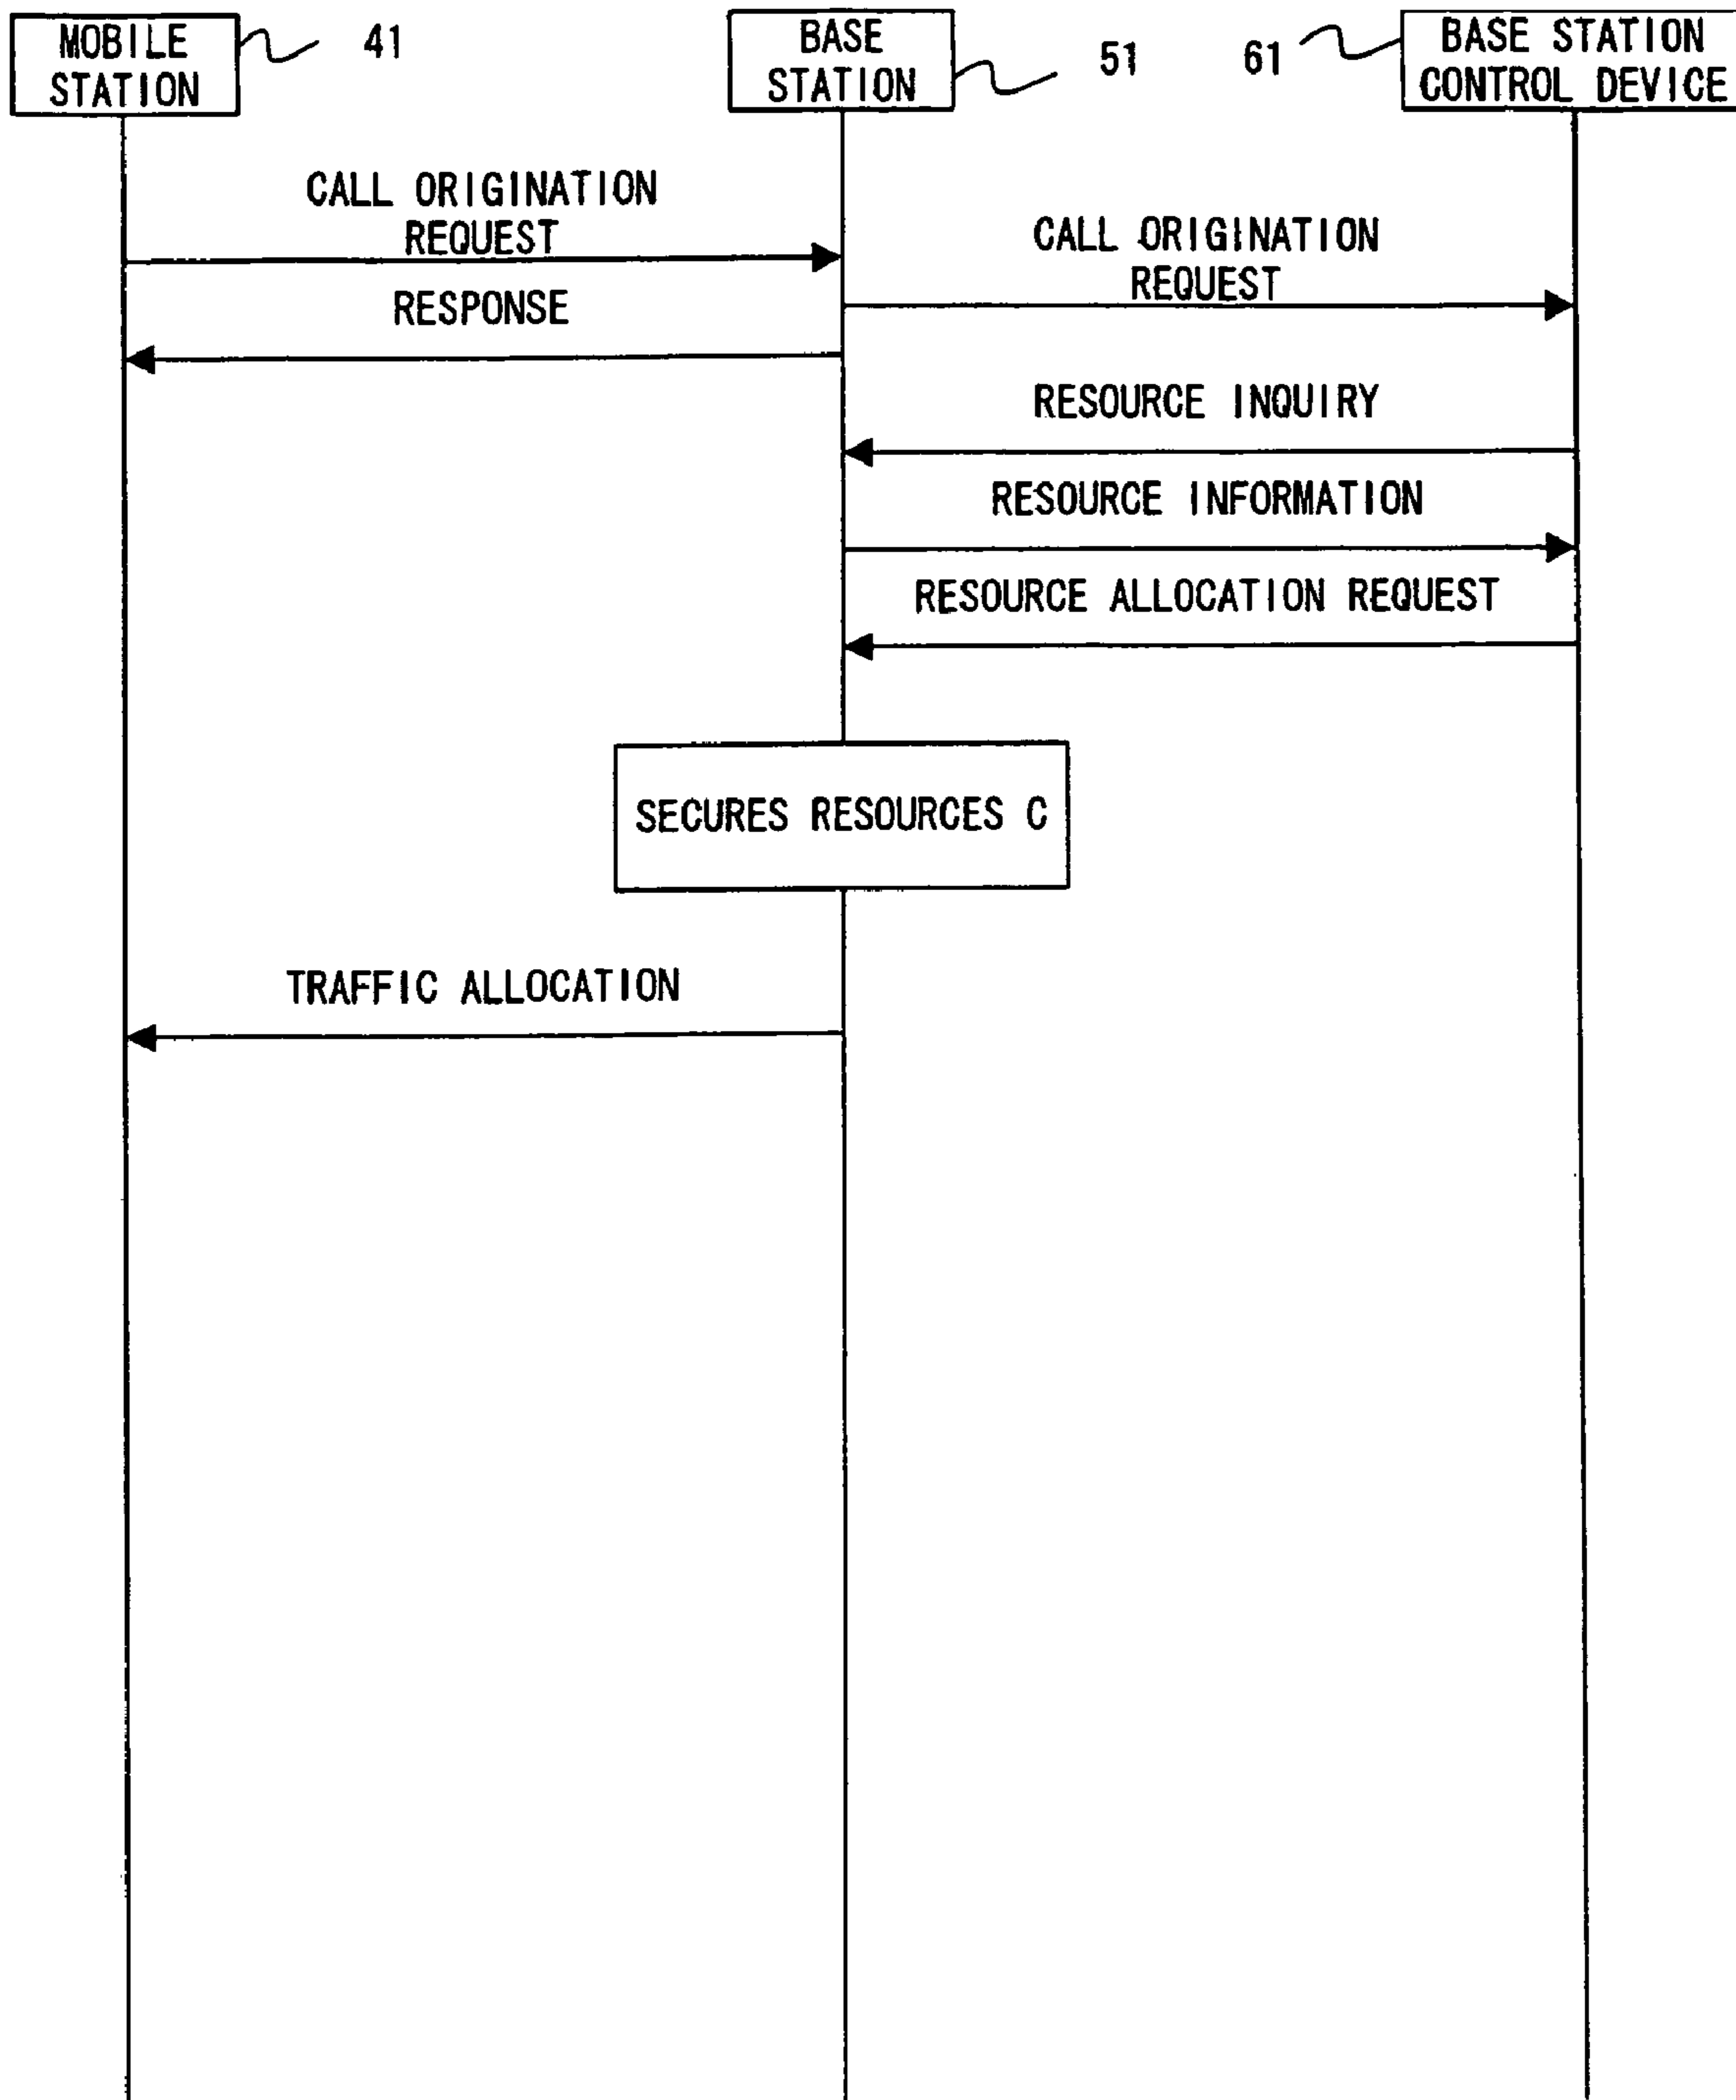 MOBILE
STATION
41
BASE
STATION
51
61
BASE STATION
CONTROL DEVICE
CALL ORIGINATION
REQUEST
CALL ORIGINATION
REQUEST
RESPONSE
RESOURCE INQUIRY
RESOURCE INFORMATION
RESOURCE ALLOCATION REQUEST
SECURES RESOURCES C
TRAFFIC ALLOCATION